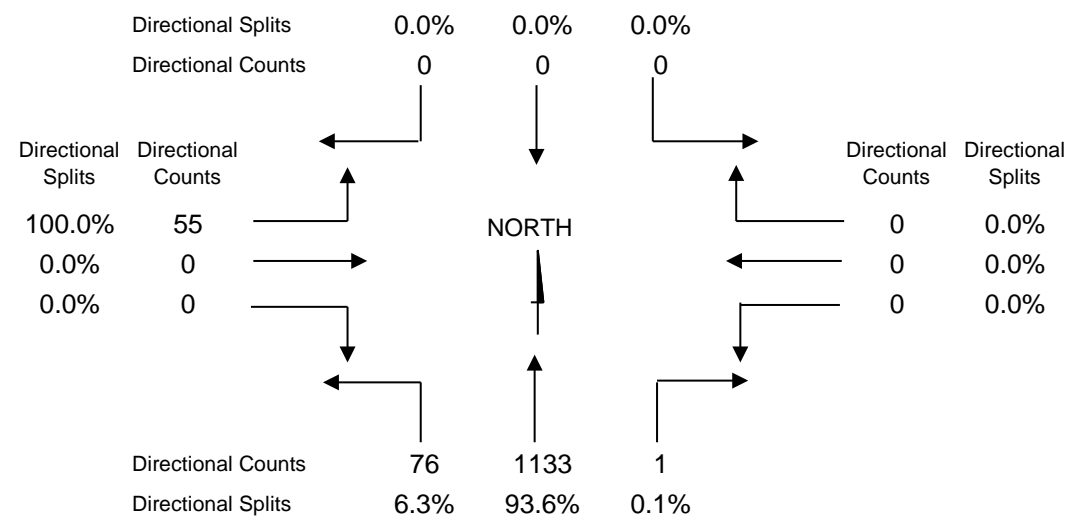 Directional Splits 0.0% 0.0% 0.0%
Directional Counts 0 0 0
Directional Directional Directional Directional
Splits Counts Counts Splits
100.0% 55 NORTH 0 0.0%
0.0% 0 0 0.0%
0.0% 0 0 0.0%
Directional Counts 76 1133 1
Directional Splits 6.3% 93.6% 0.1%